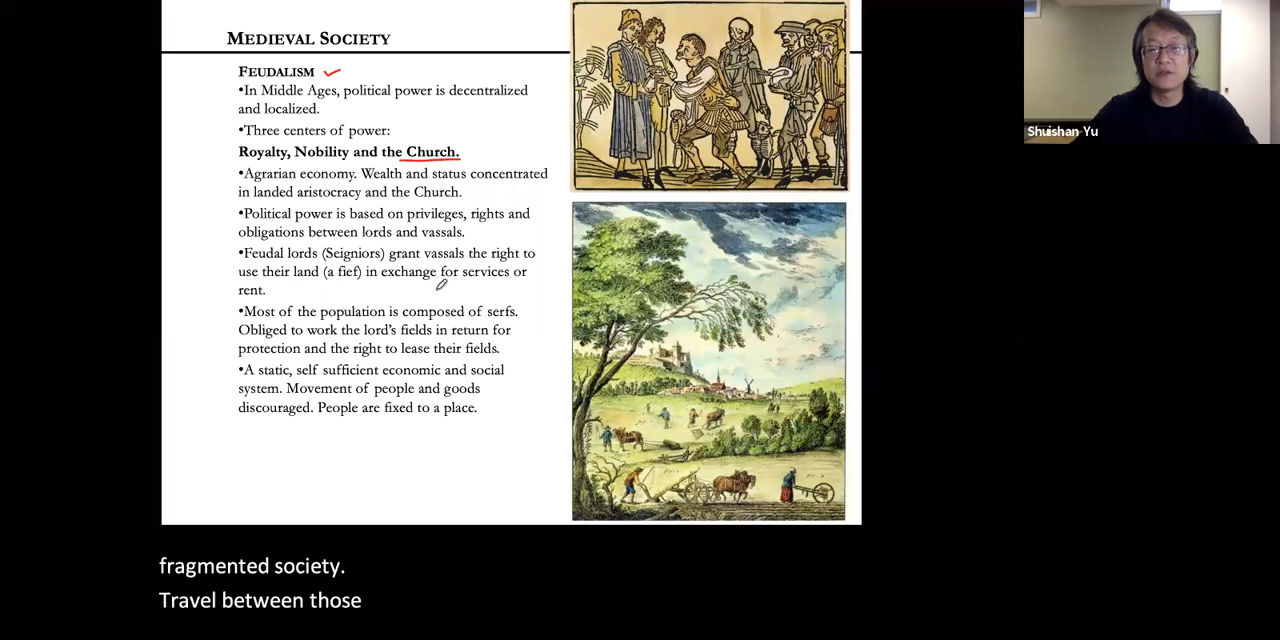 MEDIEVAL SOCIETY
FEUDALISM
•In Middle Ages, political power is decentralized
and localized.
•Three centers of power:
Royalty, Nobility and the Church.
•Agrarian economy. Wealth and status concentrated
in landed aristocracy and the Church.
•Political power is based on privileges, rights and
obligations between lords and vassals.
•Feudal lords (Seigniors) grant vassals the right to
use their land (a fief) in exchange for services or
rent.
•Most of the population is composed of serfs.
Obliged to work the lord's fields in return for
protection and the right to lease their fields.
•A static, self sufficient economic and social
system. Movement of people and goods
discouraged. People are fixed to a place.
Shuishan Yu
fragmented society.
Travel between those